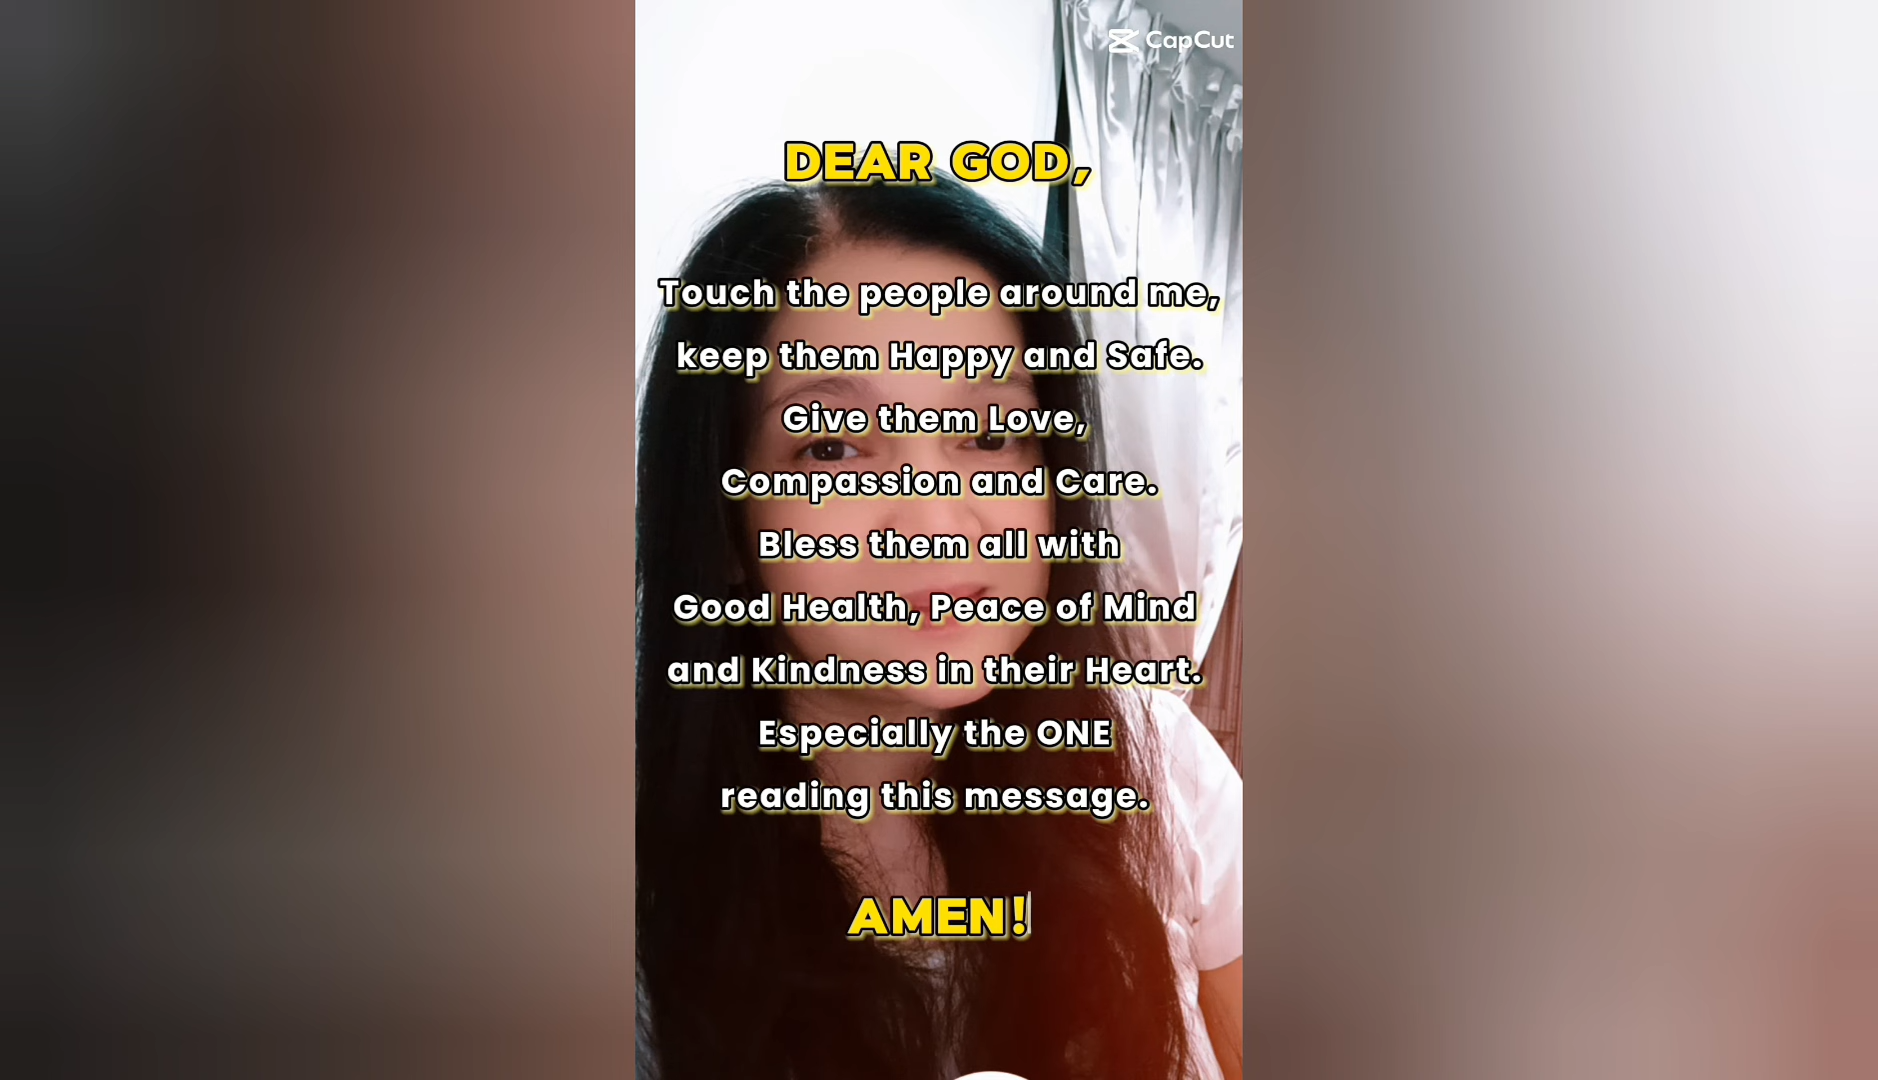 CapCut
DEAR GOD,
Touch the people around me,
keep them Happy and Safe.
Give them Love,
Compassion and Care.
Bless them all with
Good Health, Peace of Mind
and Kindness in their Heart.
Especially the ONE
reading this message.
AMEN!